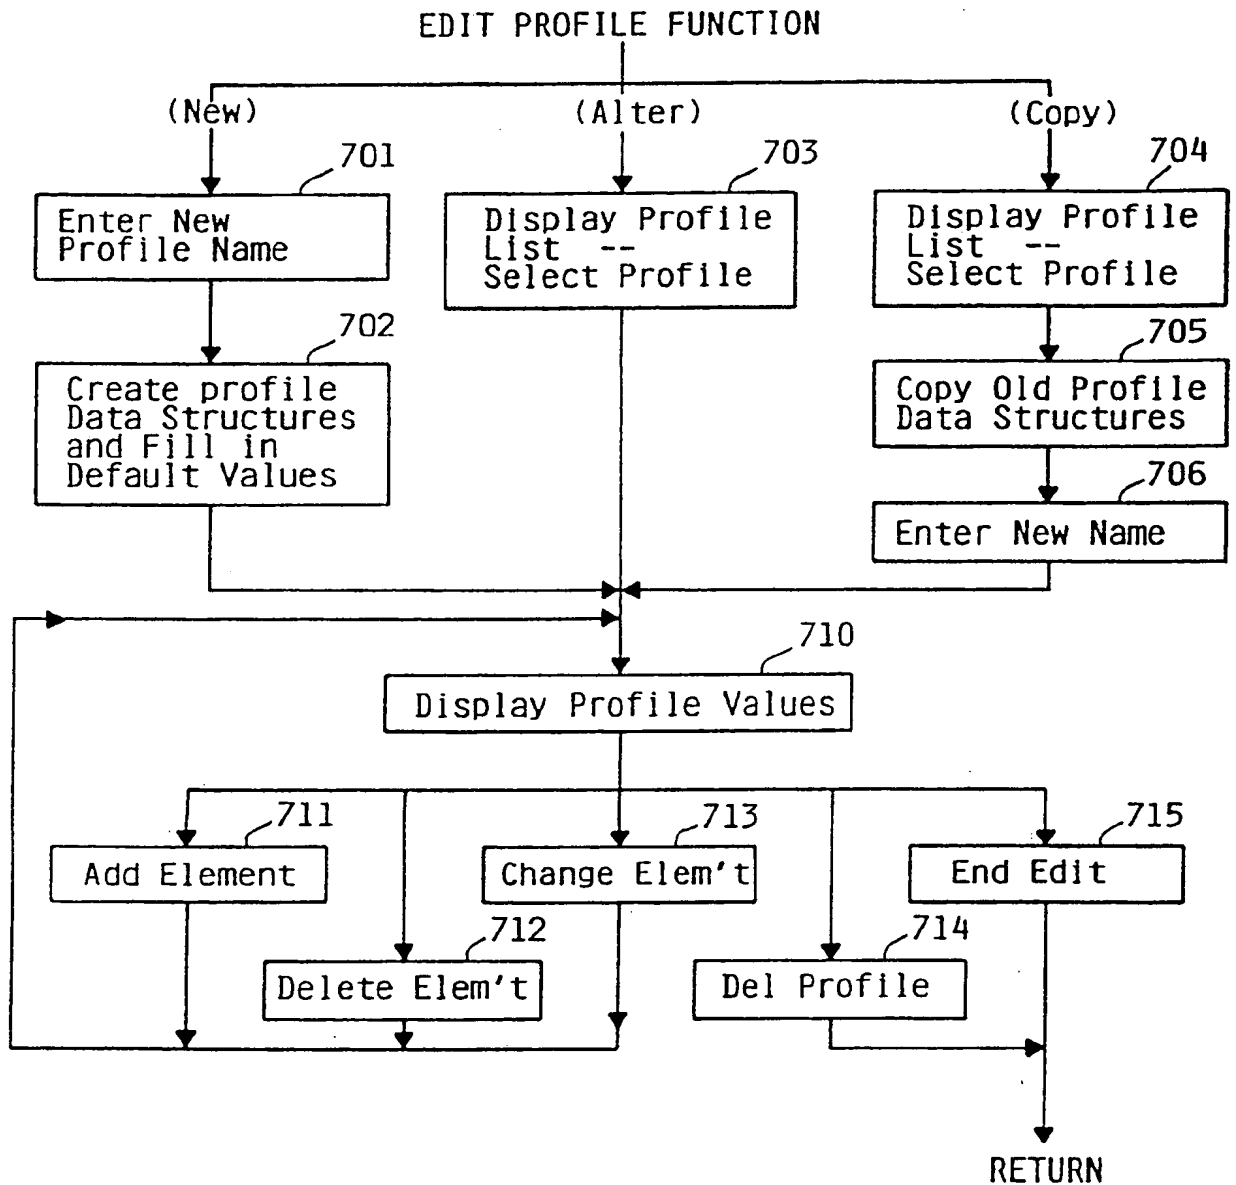 EDIT PROFILE FUNCTION
(New)
(Alter)
(Copy)
701
703
704
Enter New
Profile Name
Display Profile
List --
Select Profile
Display Profile
List --
Select Profile
702
705
Create profile
Data Structures
and Fill in
Default Values
Copy Old Profile
Data Structures
706
Enter New Name
710
Display Profile Values
711
713
715
Add Element
Change Elem't
End Edit
712
714
Delete Elem't
Del Profile
RETURN